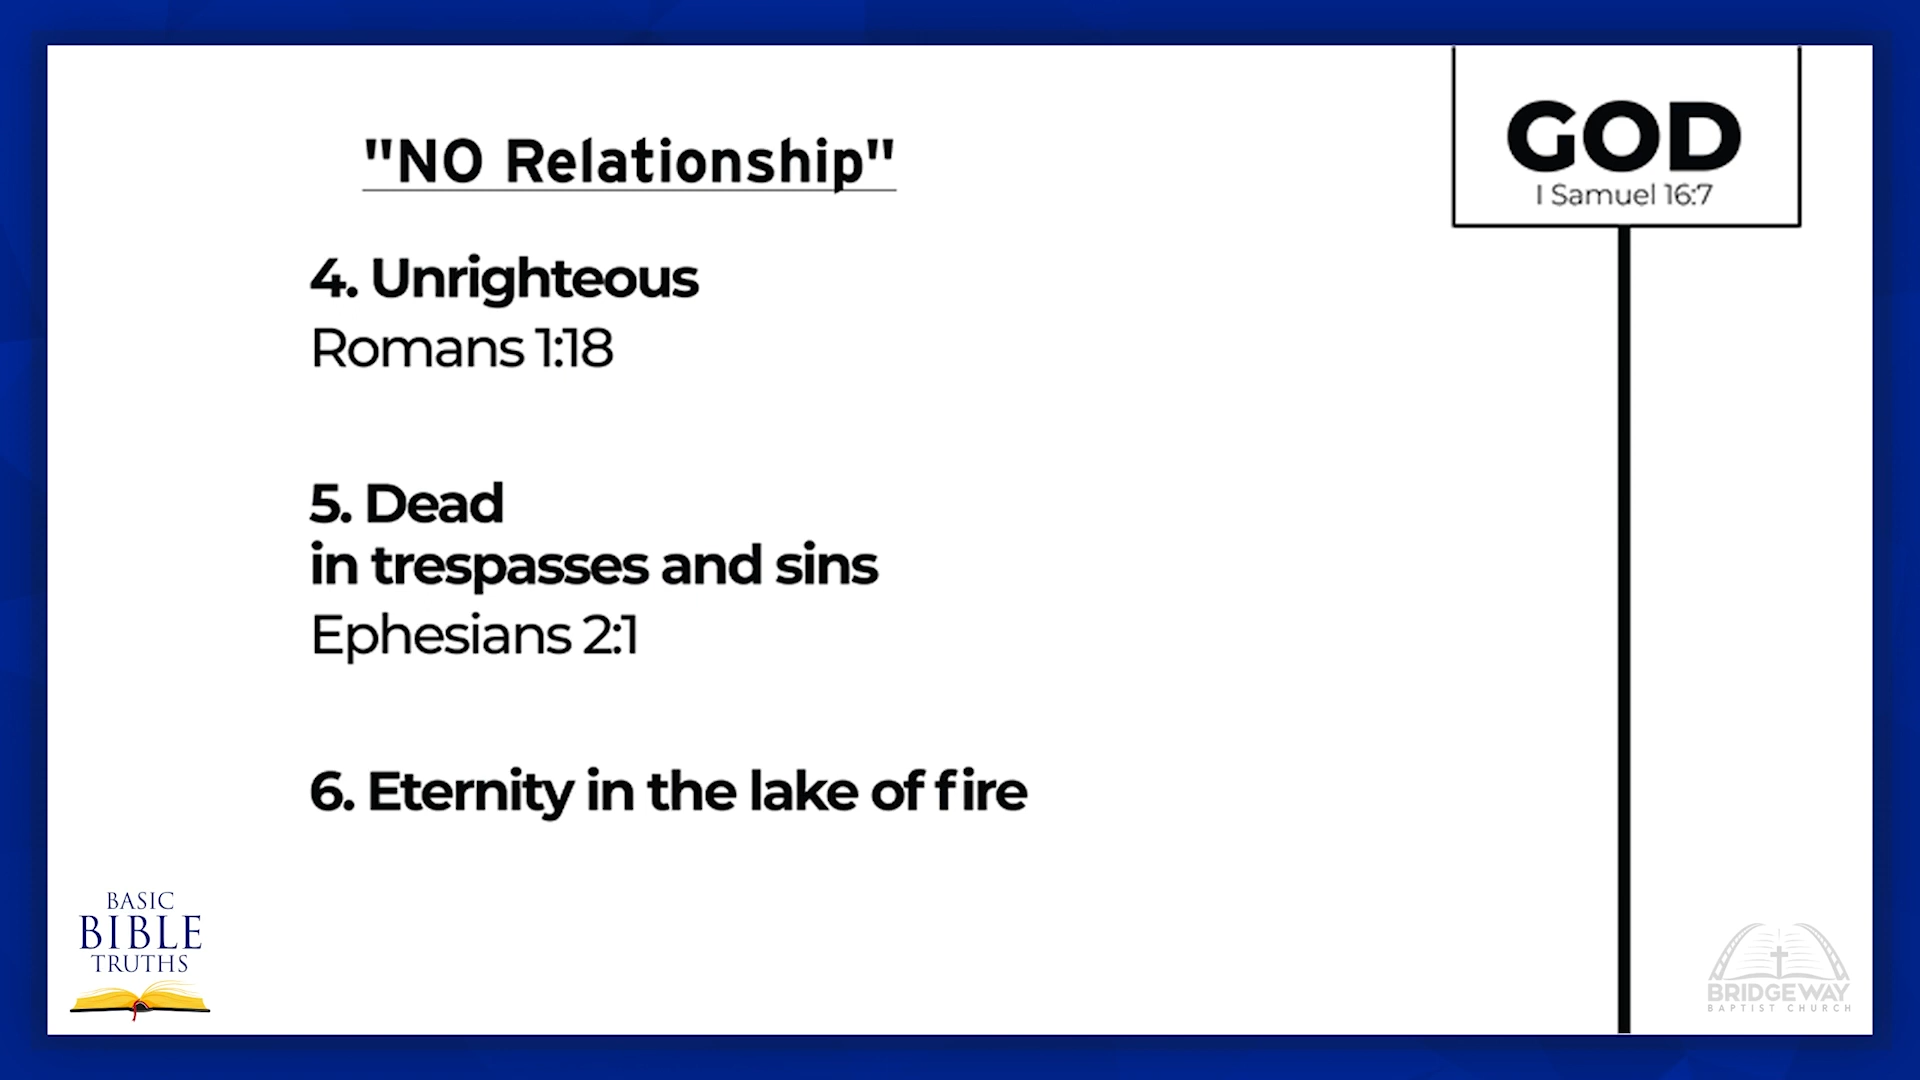 "NO Relationship"
4. Unrighteous
Romans 1:18
5. Dead
in trespasses and sins
Ephesians 2:1
6. Eternity in the lake of fire
GOD
I Samuel 16:7
BASIC
BIBLE
TRUTHS
BRIDGEWAY
BAPTIST CHURCH